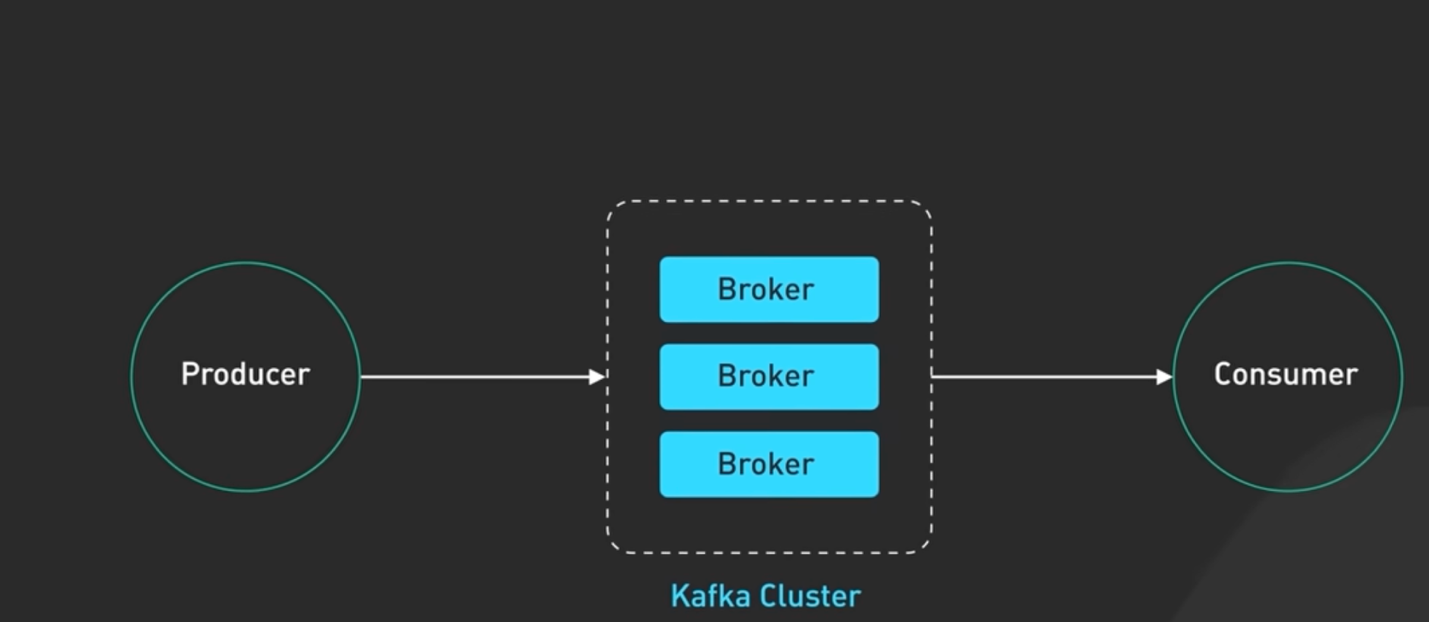 Broker
Producer
Broker
Consumer
Broker
Kafka Cluster